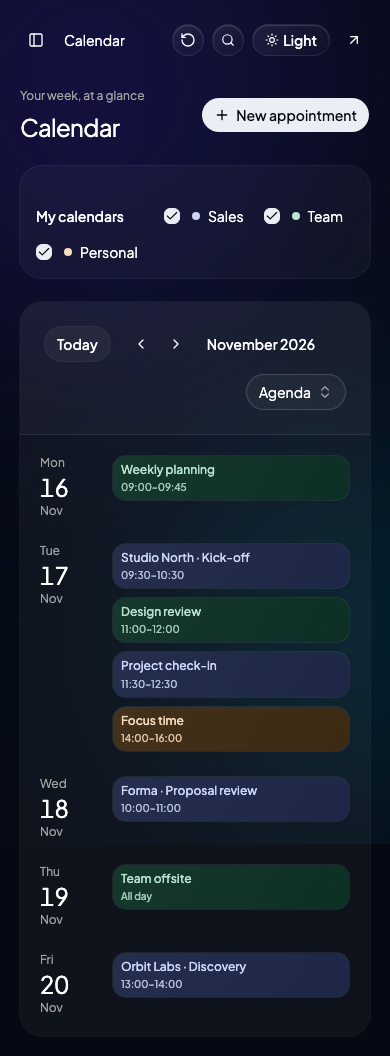 Calendar
Light
Your week, at a glance
Calendar
New appointment
My calendars
Sales
Team
Personal
Today
November 2026
Agenda
Mon
16
Nov
Weekly planning
09:00–09:45
Tue
17
Nov
Studio North · Kick-off
09:30–10:30
Design review
11:00–12:00
Project check-in
11:30–12:30
Focus time
14:00–16:00
Wed
18
Nov
Forma · Proposal review
10:00–11:00
Thu
19
Nov
Team offsite
All day
Fri
20
Nov
Orbit Labs · Discovery
13:00–14:00